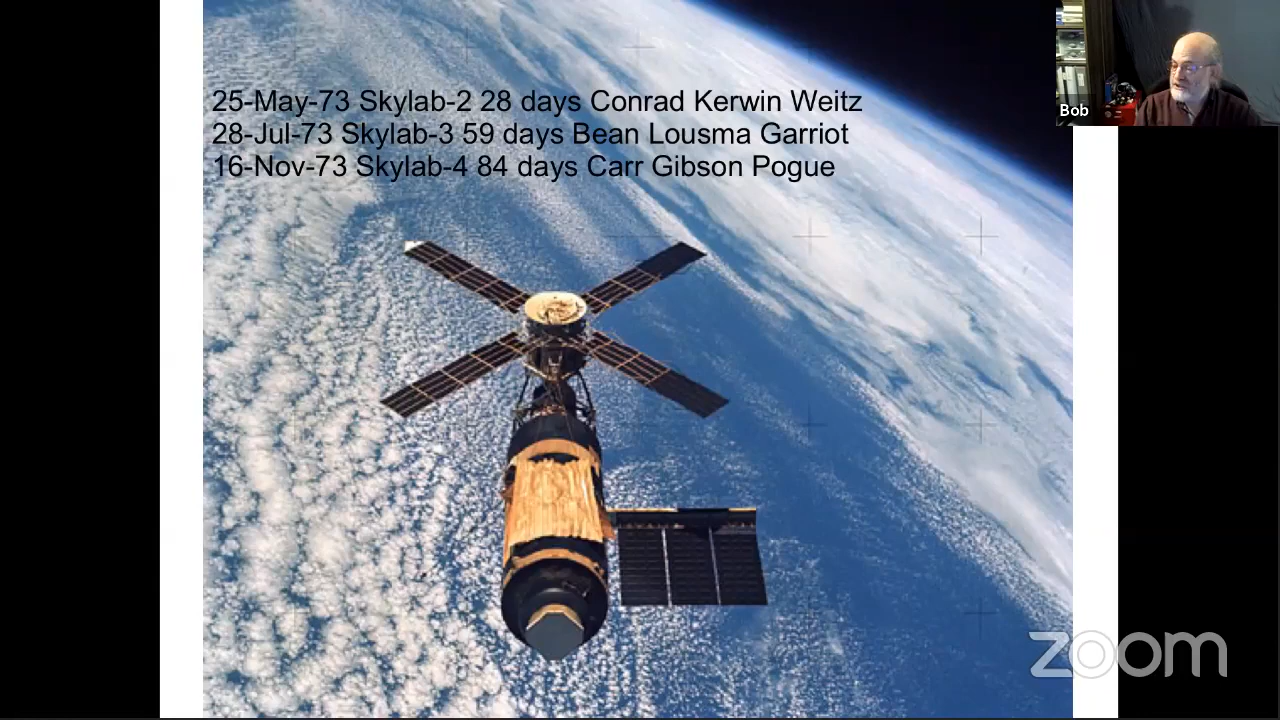 25-May-73 Skylab-2 28 days Conrad Kerwin Weitz
28-Jul-73 Skylab-3 59 days Bean Lousma Garriot
16-Nov-73 Skylab-4 84 days Carr Gibson Pogue
Bob
zoom